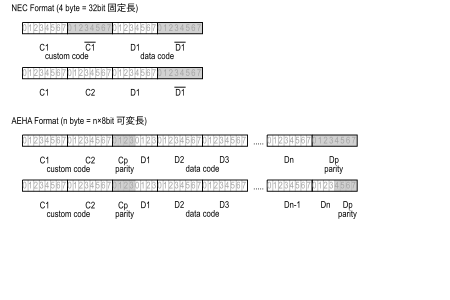 NEC Format (4 byte = 32bit 固定長)
01234567 01234567 01234567 01234567
C1 C1 D1 D1
custom code data code
01234567 01234567 01234567 01234567
C1 C2 D1 D1
AEHA Format (n byte = n×8bit 可変長)
01234567 01234567 0123 0123 01234567 01234567 ..... 01234567 01234567
C1 C2 Cp D1 D2 D3 Dn Dp
custom code parity data code parity
01234567 01234567 0123 0123 01234567 01234567 ..... 01234567 0123 4567
C1 C2 Cp D1 D2 D3 Dn-1 Dn Dp
custom code parity data code parity